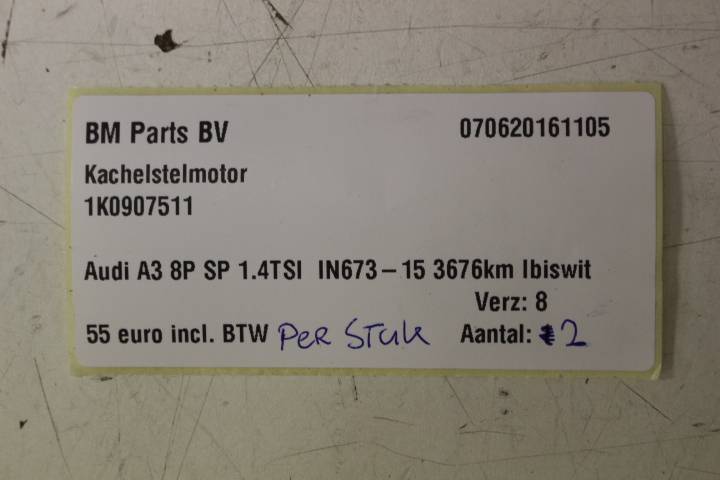 BM Parts BV 070620161105
Kachelstelmotor
1K0907511
Audi A3 8P SP 1.4TSI IN673-15 3676km Ibiswit
Verz: 8
55 euro incl. BTW Per Stuk Aantal: 2